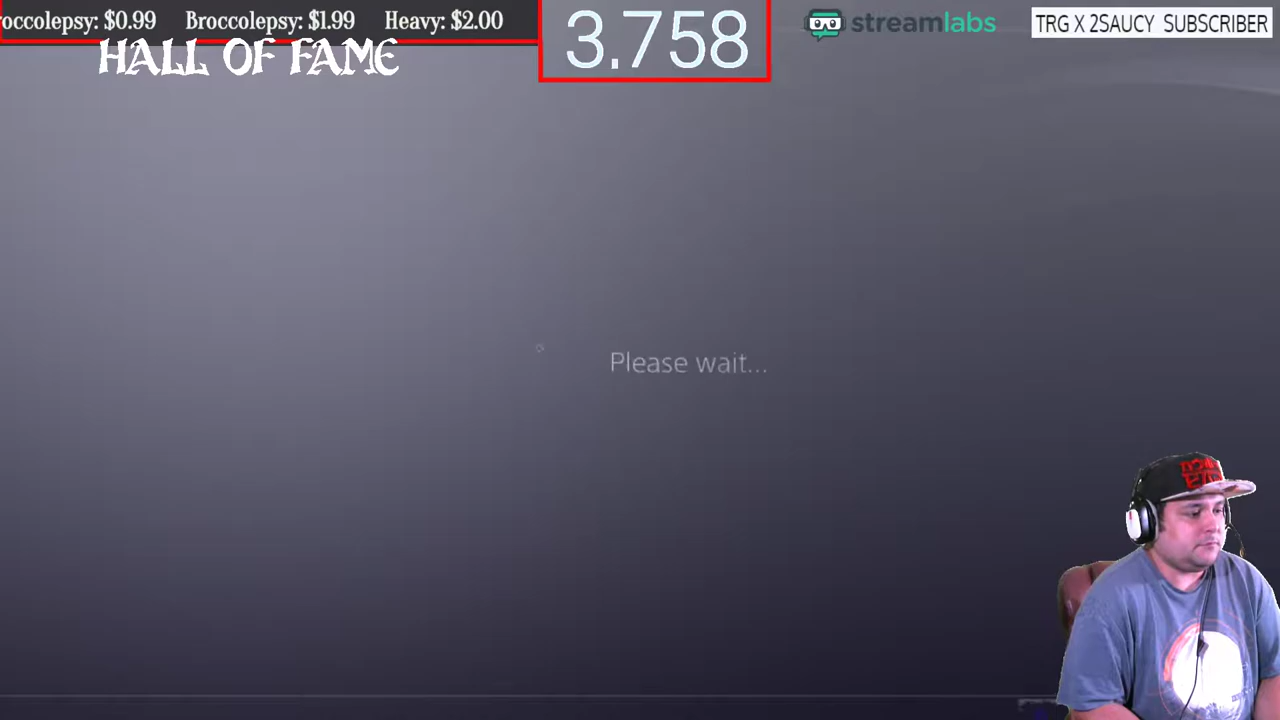 occolepsy: $0.99 Broccolepsy: $1.99 Heavy: $2.00
HALL OF FAME
3.758
streamlabs
TRG X 2SAUCY SUBSCRIBER
Please wait...